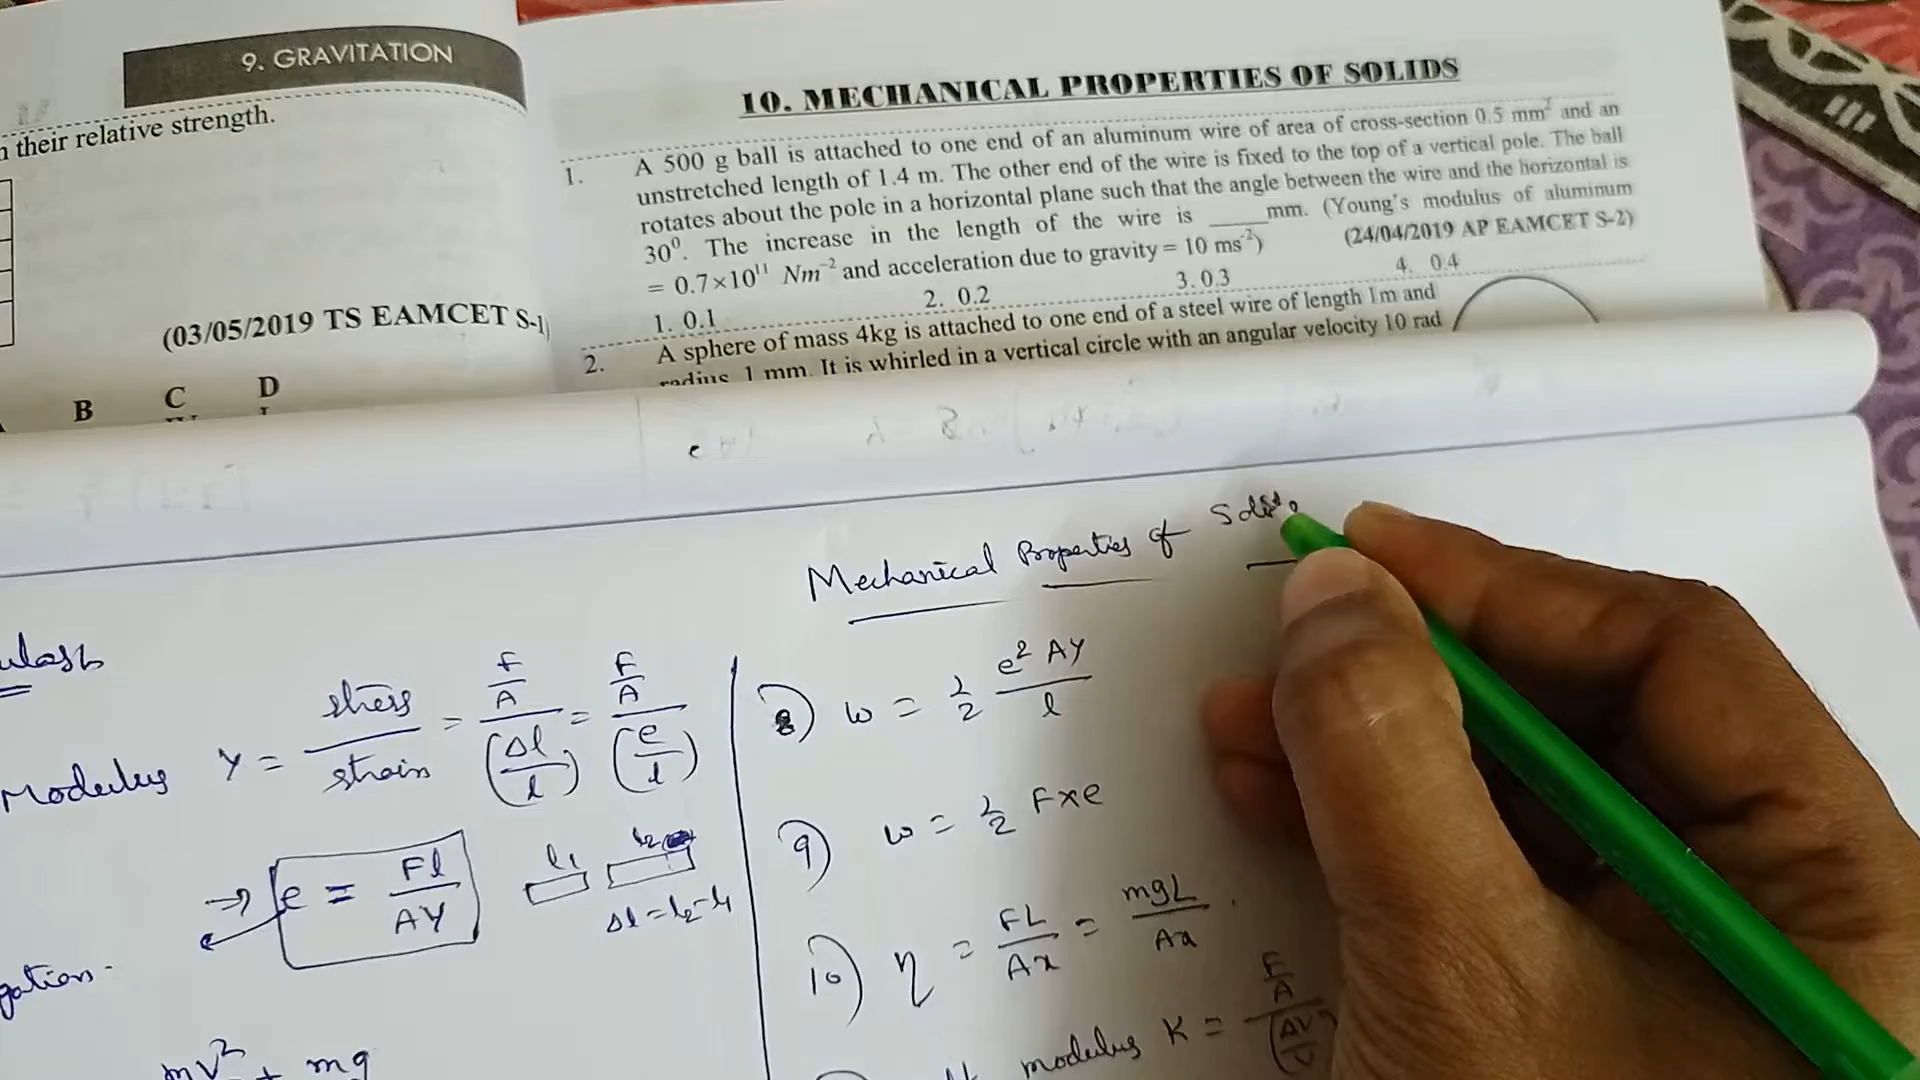 9. GRAVITATION
their relative strength.
(03/05/2019 TS EAMCET S-1)
B C D
10. MECHANICAL PROPERTIES OF SOLIDS
1. A 500 g ball is attached to one end of an aluminum wire of area of cross-section 0.5 mm² and an
unstretched length of 1.4 m. The other end of the wire is fixed to the top of a vertical pole. The ball
rotates about the pole in a horizontal plane such that the angle between the wire and the horizontal is
30⁰. The increase in the length of the wire is _____mm. (Young's modulus of aluminum
= 0.7×10¹¹ Nm⁻² and acceleration due to gravity = 10 ms⁻²) (24/04/2019 AP EAMCET S-2)
1. 0.1 2. 0.2 3. 0.3 4. 0.4
2. A sphere of mass 4kg is attached to one end of a steel wire of length 1m and
radius 1 mm. It is whirled in a vertical circle with an angular velocity 10 rad
Mechanical Properties of Solids
Modulus Y = stress/strain = (F/A)/(Δl/l) = (F/A)/(e/l)
→ e = Fl/AY
l₁ l₂
Δl = l₂-l₁
mv² + mg
8) w = 1/2 e² AY/l
9) w = 1/2 F×e
10) η = FL/Ax = mgL/Ax
modulus K = (F/A)/(ΔV/V)